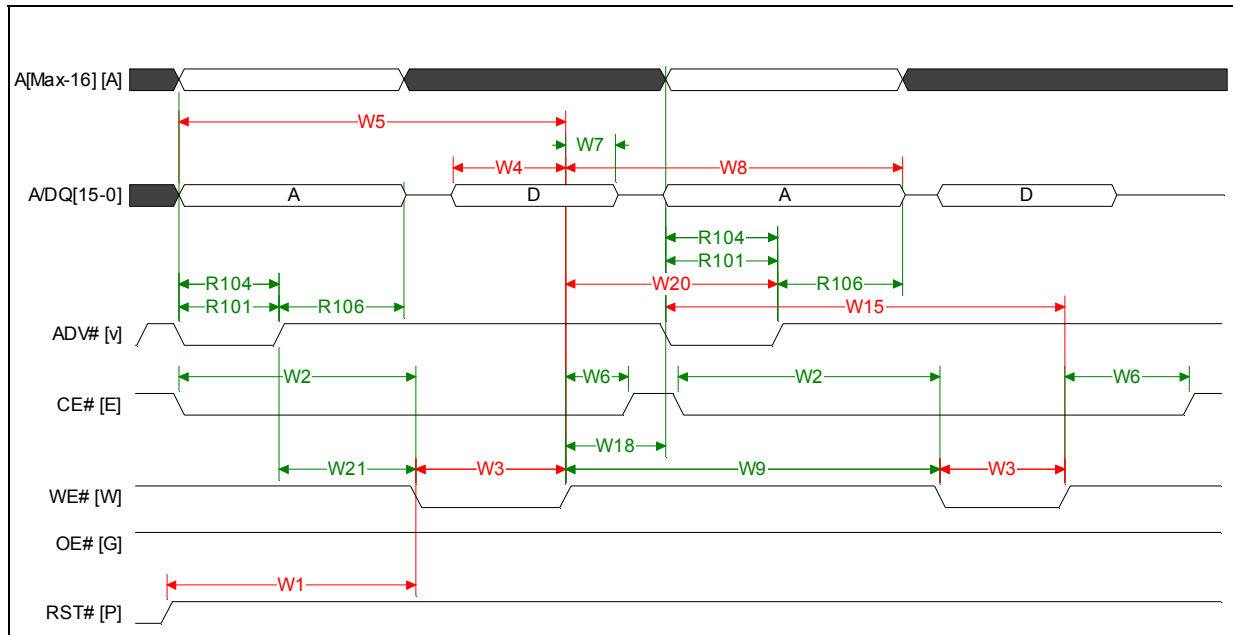 A[Max-16] [A]
W5
W7
W4
W8
A/DQ[15-0]
A
D
A
D
R104
R104
R101
R101
W20
R106
R106
W15
ADV# [v]
W2
W6
W2
W6
CE# [E]
W18
W21
W3
W9
W3
WE# [W]
OE# [G]
W1
RST# [P]